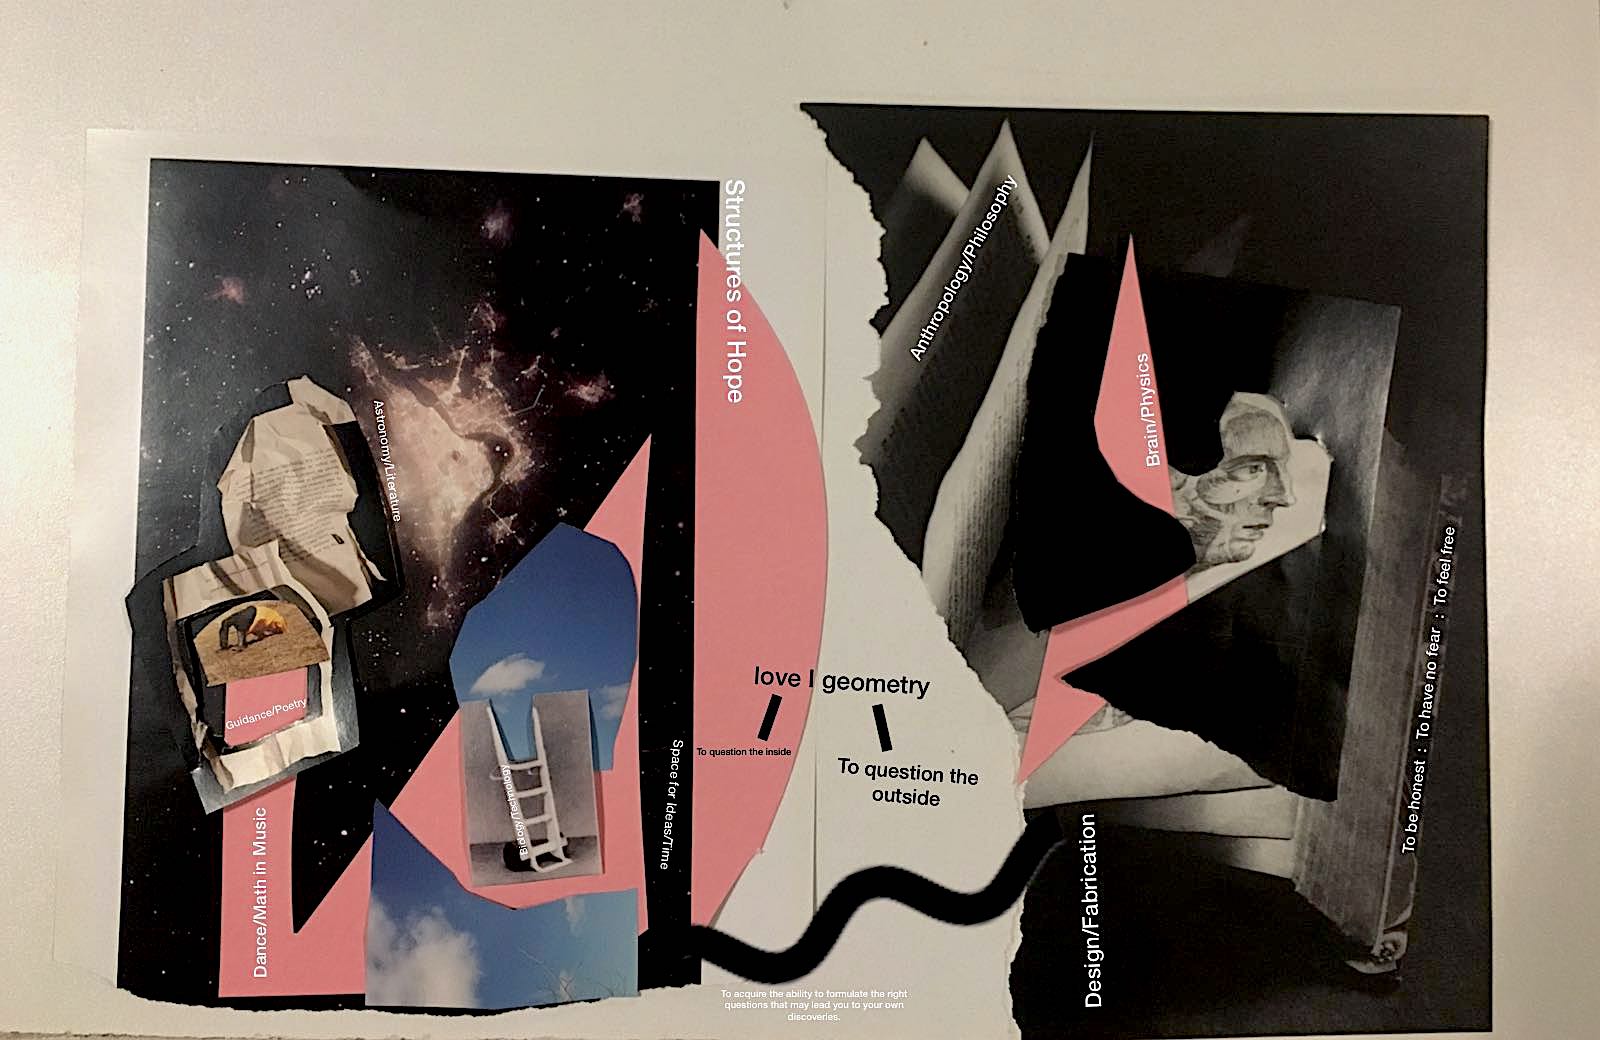 Structures of Hope
Anthropology/Philosophy
Brain/Physics
Astronomy/Literature
Guidance/Poetry
Biology/Technology
Space for Ideas/Time
Dance/Math in Music
love I geometry
To question the inside
To question the
outside
Design/Fabrication
To be honest : To have no fear : To feel free
To acquire the ability to formulate the right
questions that may lead you to your own
discoveries.